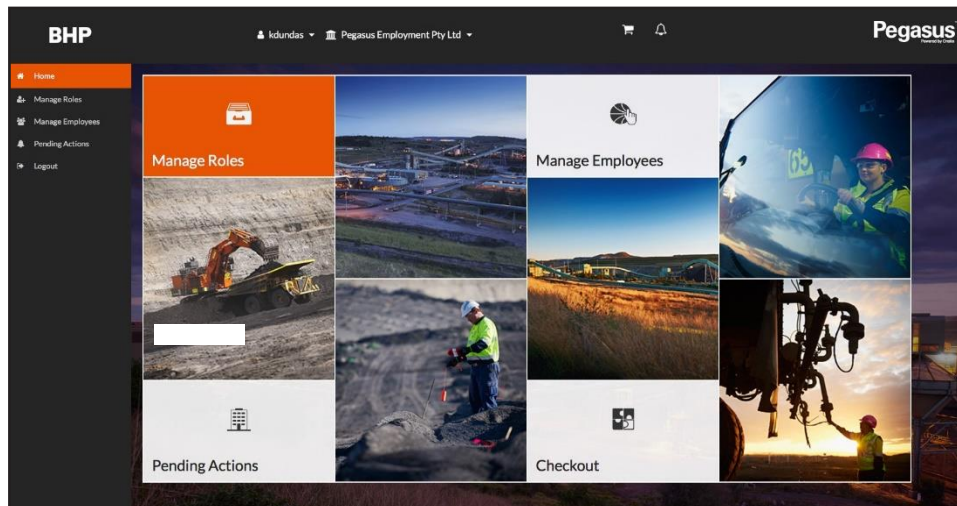 BHP
kdundas
Pegasus Employment Pty Ltd
Pegasus
Home
Manage Roles
Manage Employees
Pending Actions
Logout
Manage Roles
Manage Employees
Pending Actions
Checkout